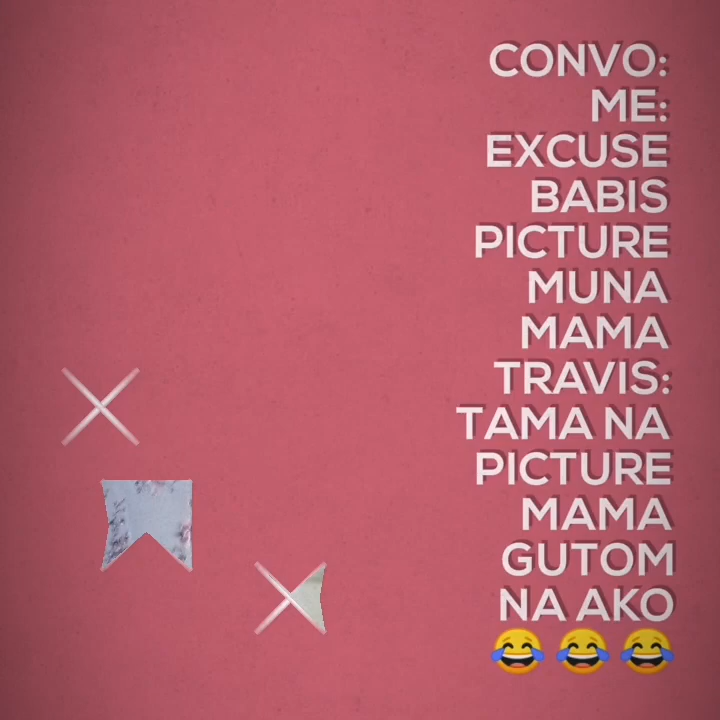 CONVO:
ME:
EXCUSE
BABIS
PICTURE
MUNA
MAMA
TRAVIS:
TAMA NA
PICTURE
MAMA
GUTOM
NA AKO
😂 😂 😂